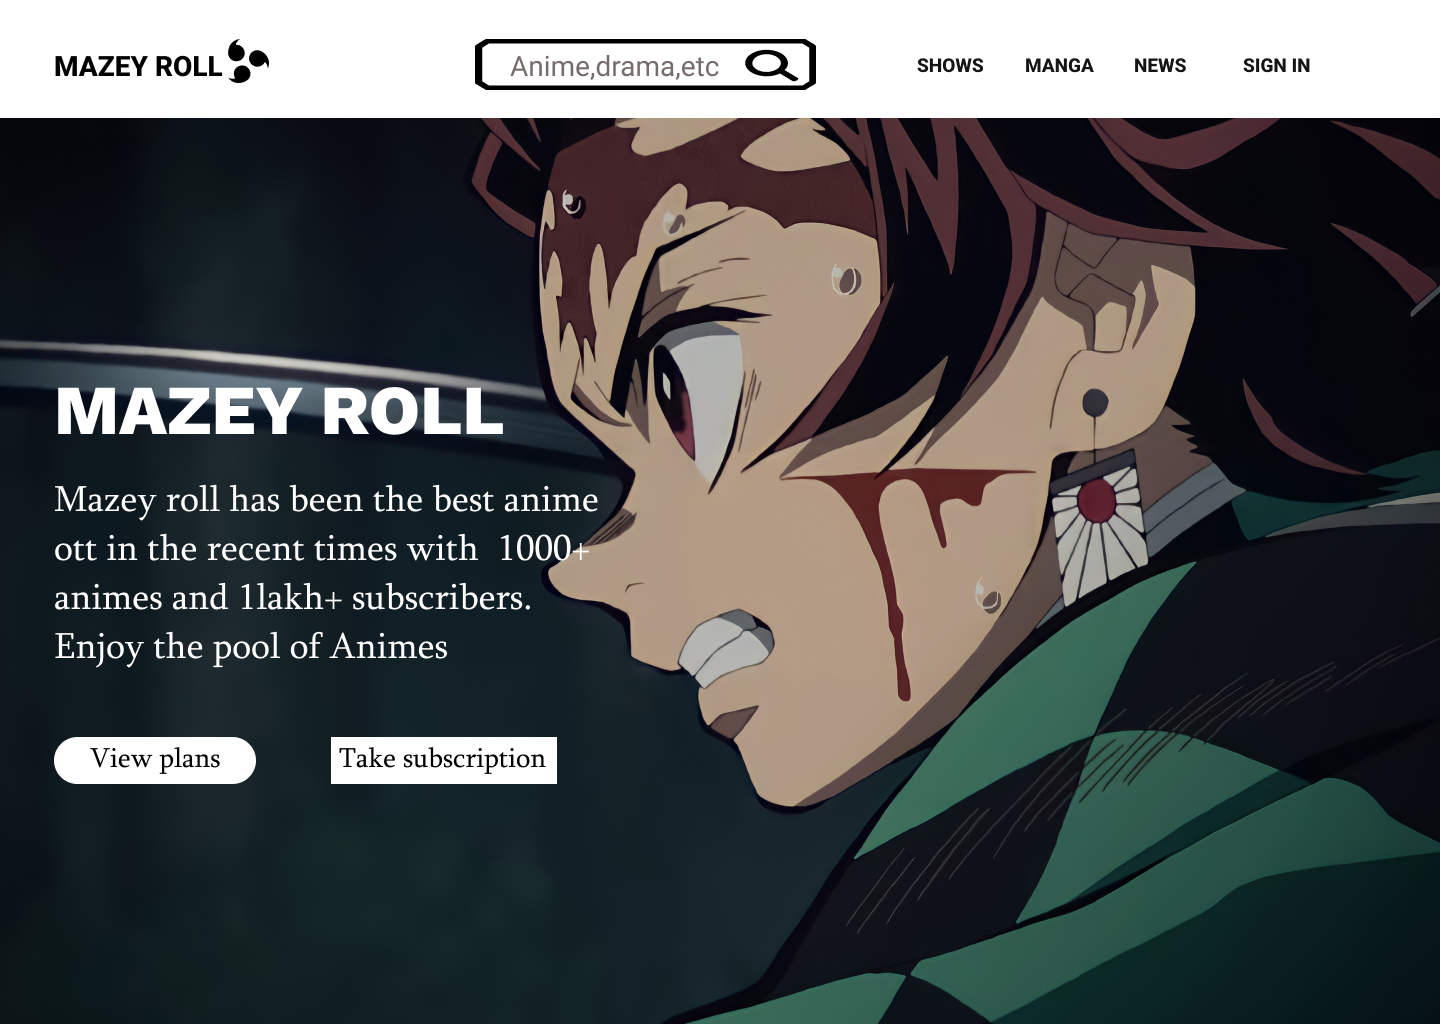 MAZEY ROLL
Anime,drama,etc
SHOWS
MANGA
NEWS
SIGN IN
MAZEY ROLL
Mazey roll has been the best anime
ott in the recent times with  1000+
animes and 1lakh+ subscribers.
Enjoy the pool of Animes
View plans
Take subscription